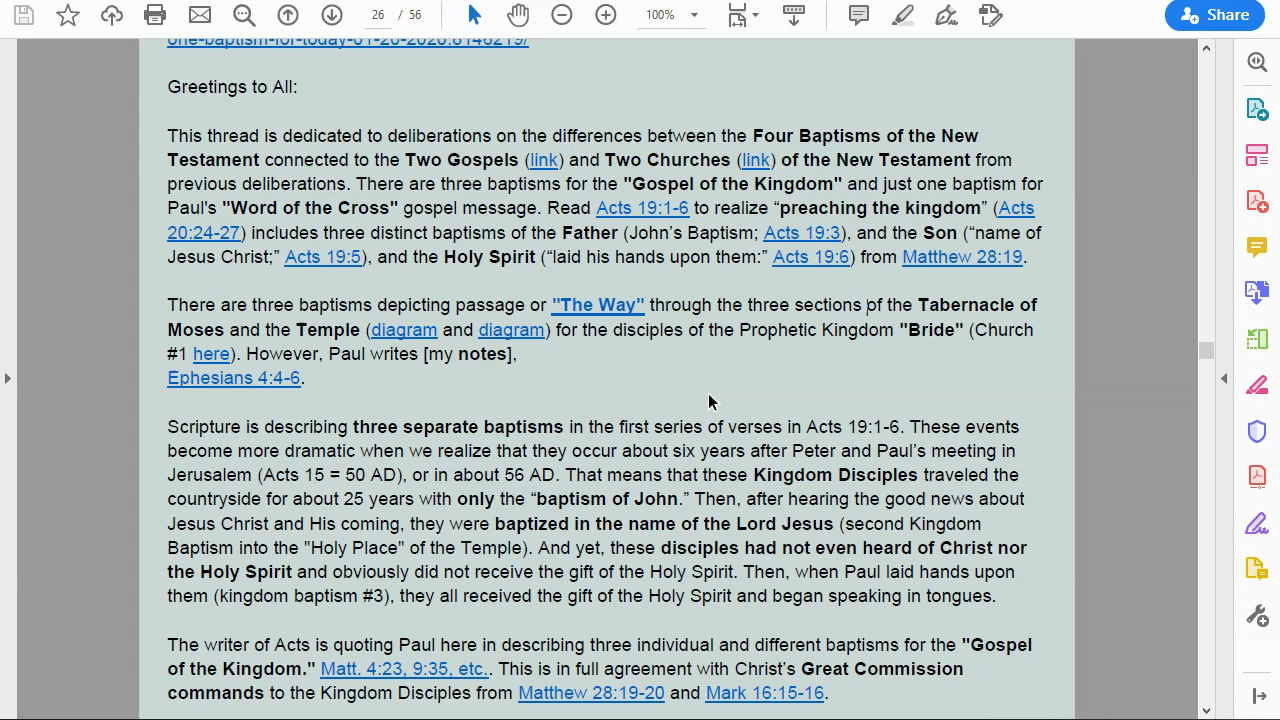 26 / 56
100%
Share
one-baptism-for-today-01-20-2020.8146219/
Greetings to All:
This thread is dedicated to deliberations on the differences between the Four Baptisms of the New
Testament connected to the Two Gospels (link) and Two Churches (link) of the New Testament from
previous deliberations. There are three baptisms for the "Gospel of the Kingdom" and just one baptism for
Paul's "Word of the Cross" gospel message. Read Acts 19:1-6 to realize “preaching the kingdom” (Acts
20:24-27) includes three distinct baptisms of the Father (John’s Baptism; Acts 19:3), and the Son (“name of
Jesus Christ;” Acts 19:5), and the Holy Spirit (“laid his hands upon them:” Acts 19:6) from Matthew 28:19.
There are three baptisms depicting passage or "The Way" through the three sections of the Tabernacle of
Moses and the Temple (diagram and diagram) for the disciples of the Prophetic Kingdom "Bride" (Church
#1 here). However, Paul writes [my notes],
Ephesians 4:4-6.
Scripture is describing three separate baptisms in the first series of verses in Acts 19:1-6. These events
become more dramatic when we realize that they occur about six years after Peter and Paul’s meeting in
Jerusalem (Acts 15 = 50 AD), or in about 56 AD. That means that these Kingdom Disciples traveled the
countryside for about 25 years with only the “baptism of John.” Then, after hearing the good news about
Jesus Christ and His coming, they were baptized in the name of the Lord Jesus (second Kingdom
Baptism into the "Holy Place" of the Temple). And yet, these disciples had not even heard of Christ nor
the Holy Spirit and obviously did not receive the gift of the Holy Spirit. Then, when Paul laid hands upon
them (kingdom baptism #3), they all received the gift of the Holy Spirit and began speaking in tongues.
The writer of Acts is quoting Paul here in describing three individual and different baptisms for the "Gospel
of the Kingdom." Matt. 4:23, 9:35, etc.. This is in full agreement with Christ’s Great Commission
commands to the Kingdom Disciples from Matthew 28:19-20 and Mark 16:15-16.